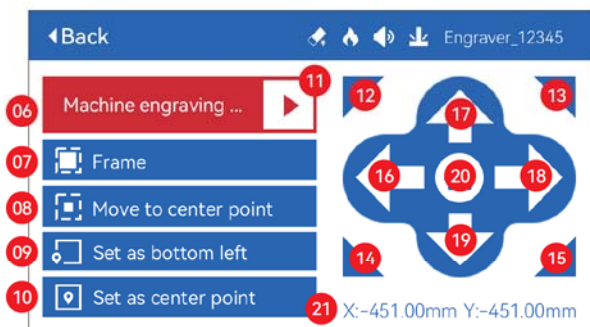 Back Engraver_12345
11
06 Machine engraving ...
12 13
17
07 Frame
16 20 18
08 Move to center point
09 Set as bottom left
14 19 15
10 Set as center point
21 X:-451.00mm Y:-451.00mm